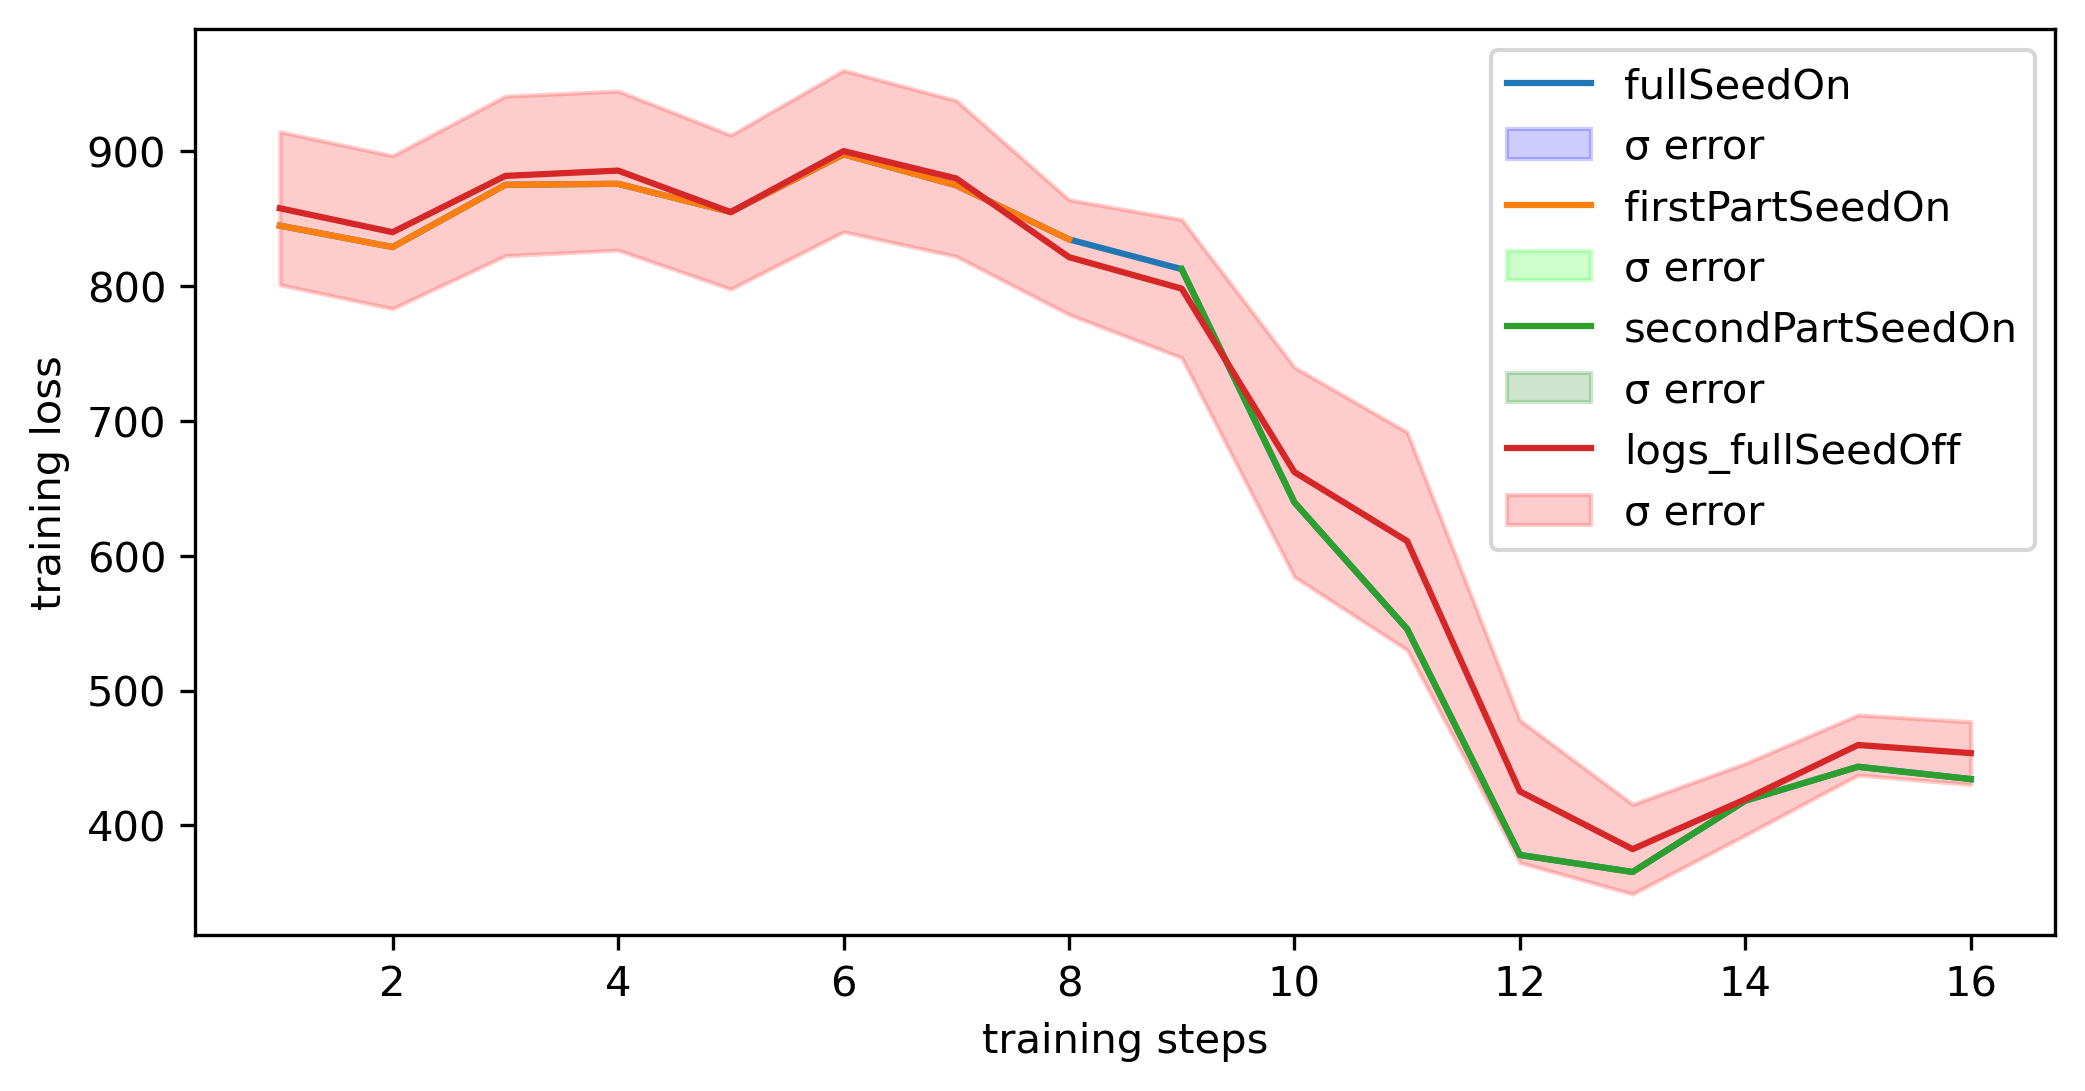 training loss
900
800
700
600
500
400
fullSeedOn
σ error
firstPartSeedOn
σ error
secondPartSeedOn
σ error
logs_fullSeedOff
σ error
2 4 6 8 10 12 14 16
training steps